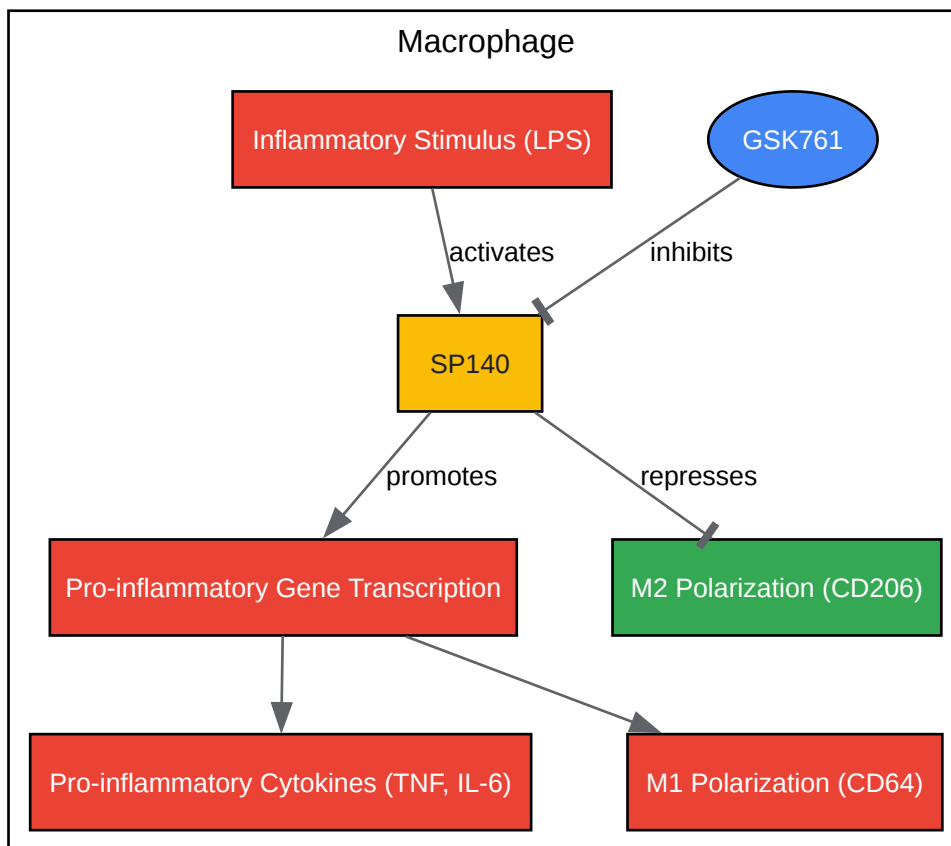 Macrophage
Inflammatory Stimulus (LPS)
GSK761
activates
inhibits
SP140
promotes
represses
Pro-inflammatory Gene Transcription
M2 Polarization (CD206)
Pro-inflammatory Cytokines (TNF, IL-6)
M1 Polarization (CD64)